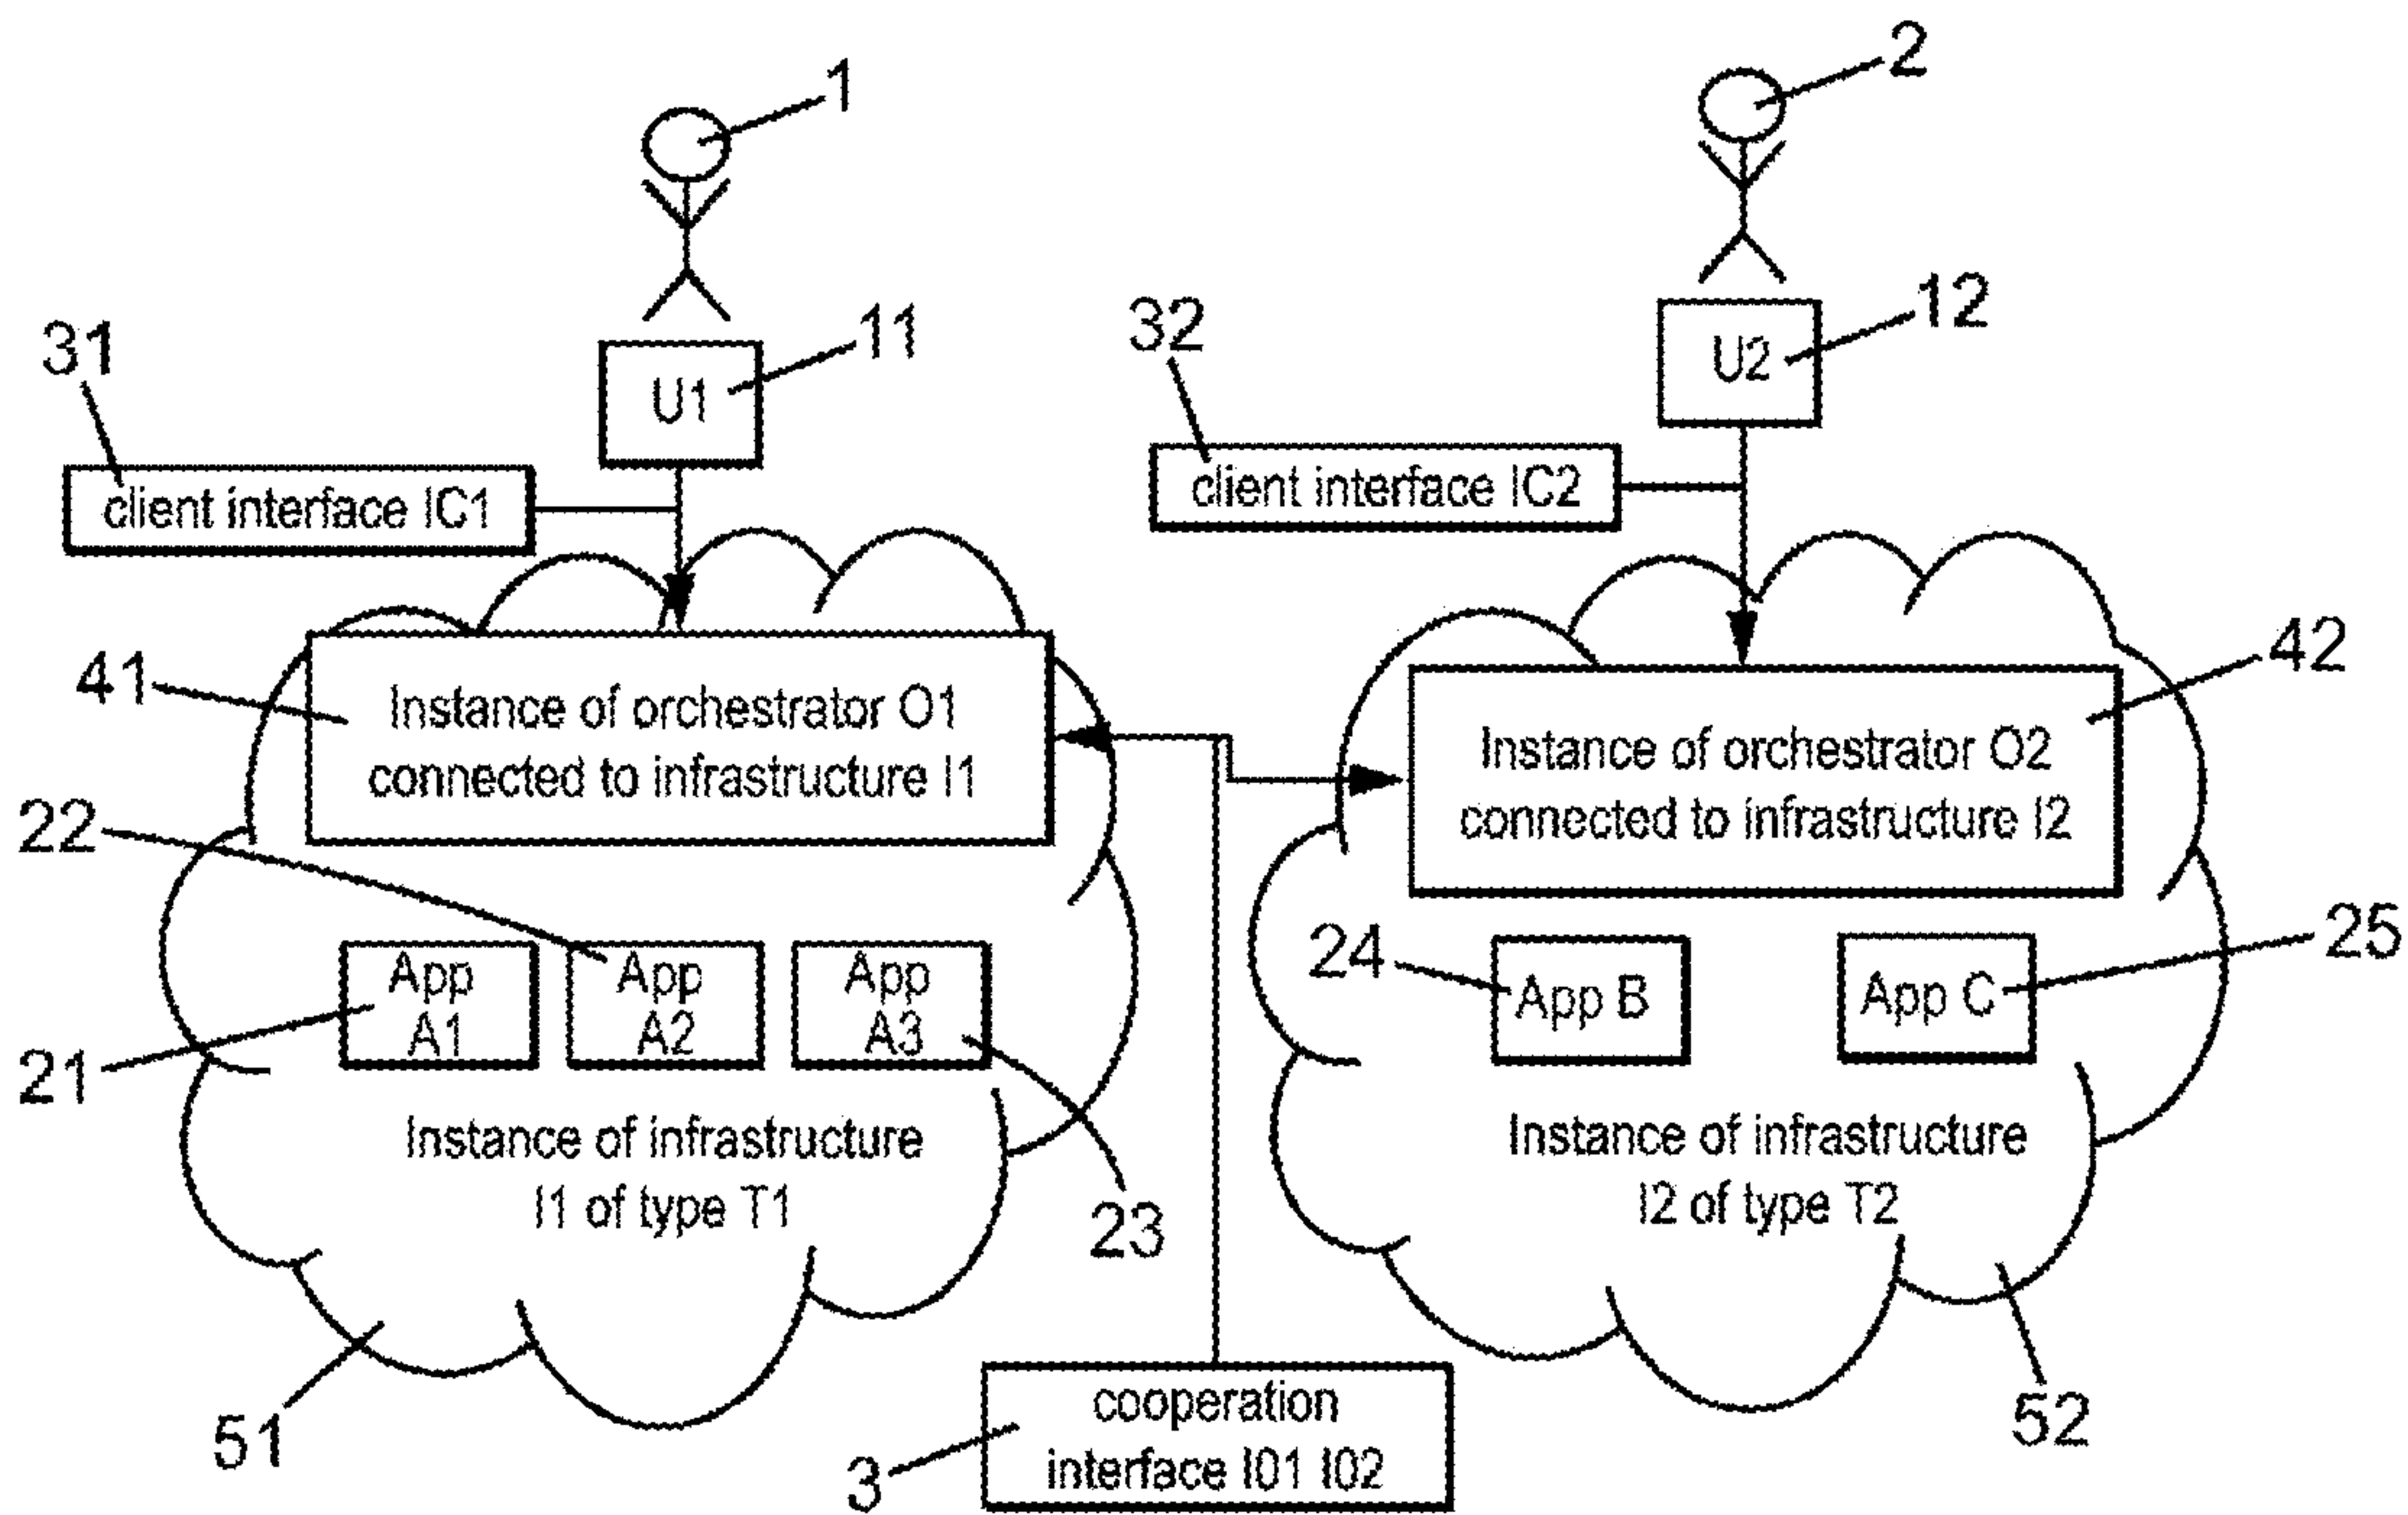 1
2
11
U1
12
U2
31
client interface IC1
32
client interface IC2
41
Instance of orchestrator O1
connected to infrastructure I1
42
Instance of orchestrator O2
connected to infrastructure I2
22
21
App
A1
App
A2
App
A3
23
24
App B
App C
25
Instance of infrastructure
I1 of type T1
Instance of infrastructure
I2 of type T2
51
52
3
cooperation
interface I01 I02